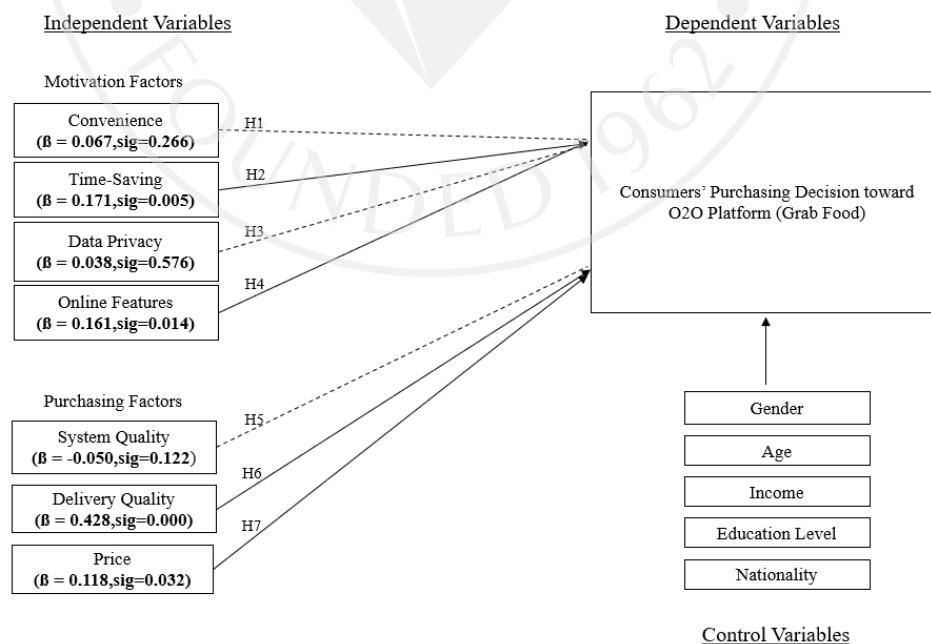 Independent Variables
Dependent Variables
Motivation Factors
Convenience
(ß = 0.067,sig=0.266)
Time-Saving
(ß = 0.171,sig=0.005)
Data Privacy
(ß = 0.038,sig=0.576)
Online Features
(ß = 0.161,sig=0.014)
H1
H2
H3
H4
Consumers’ Purchasing Decision toward
O2O Platform (Grab Food)
Purchasing Factors
System Quality
(ß = -0.050,sig=0.122)
Delivery Quality
(ß = 0.428,sig=0.000)
Price
(ß = 0.118,sig=0.032)
H5
H6
H7
Gender
Age
Income
Education Level
Nationality
Control Variables
FOUNDED 1962